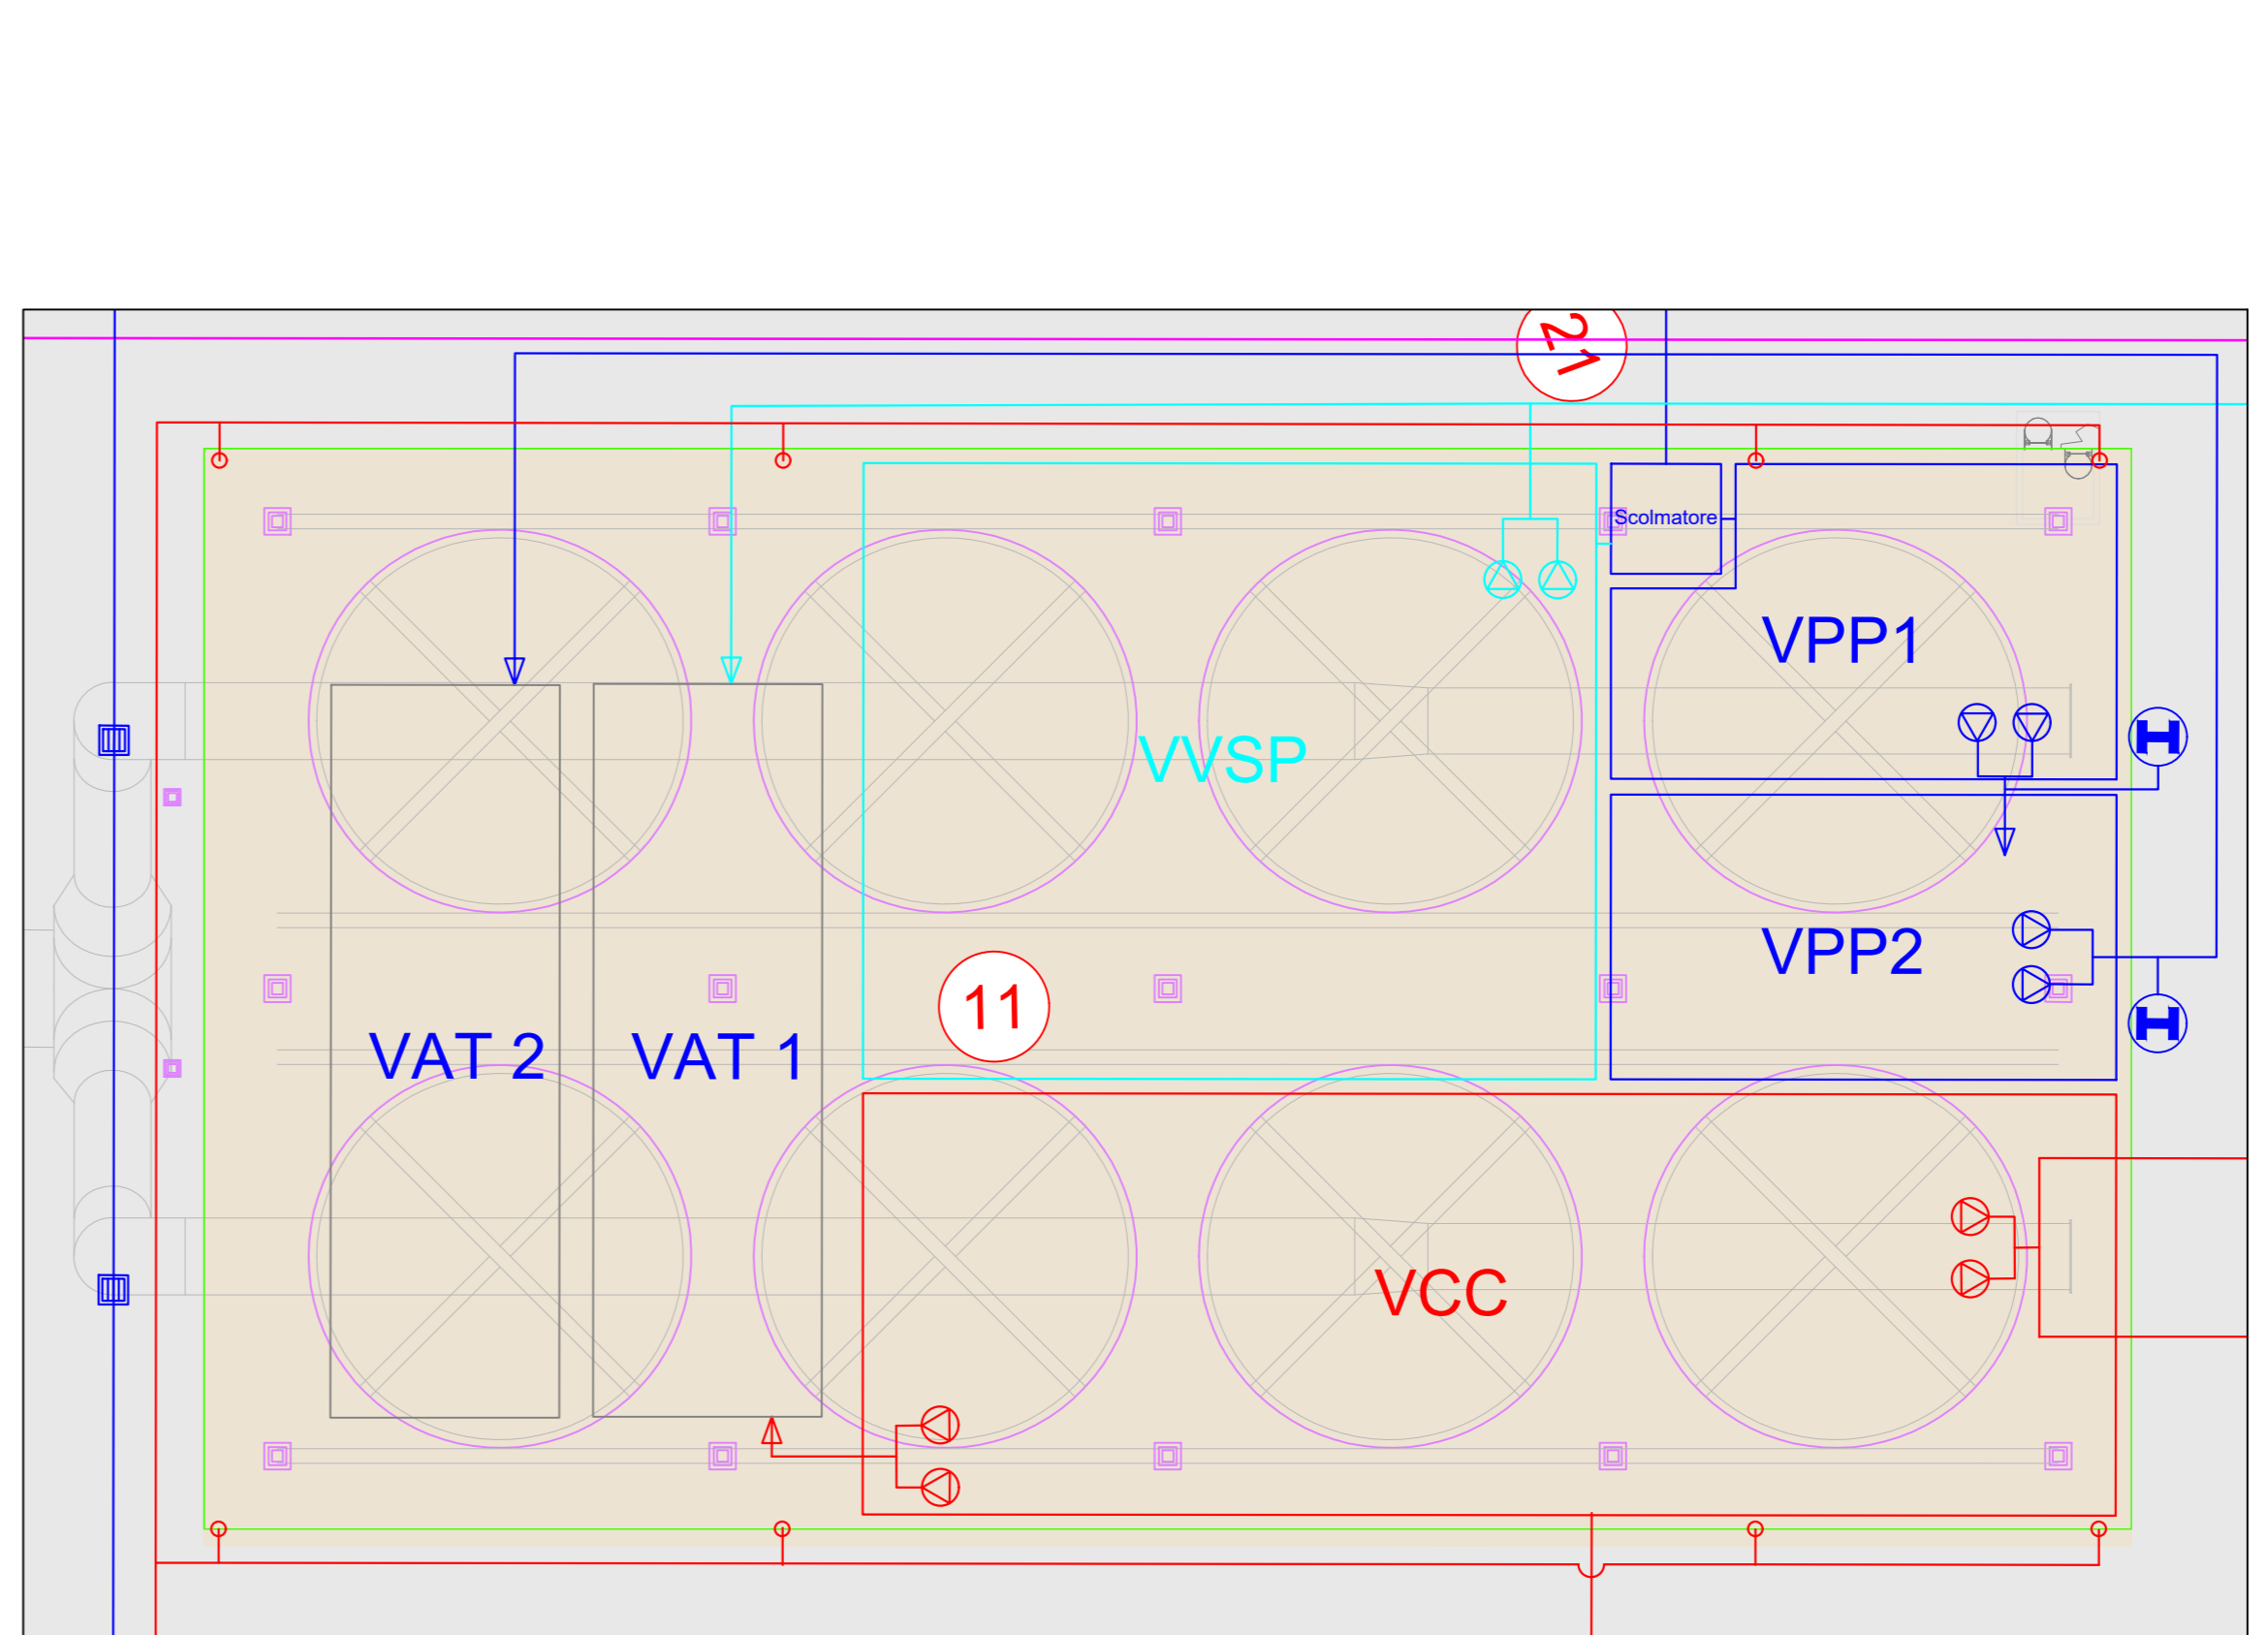 21
Scolmatore
VPP1
VVSP
VPP2
11
VAT 2
VAT 1
VCC